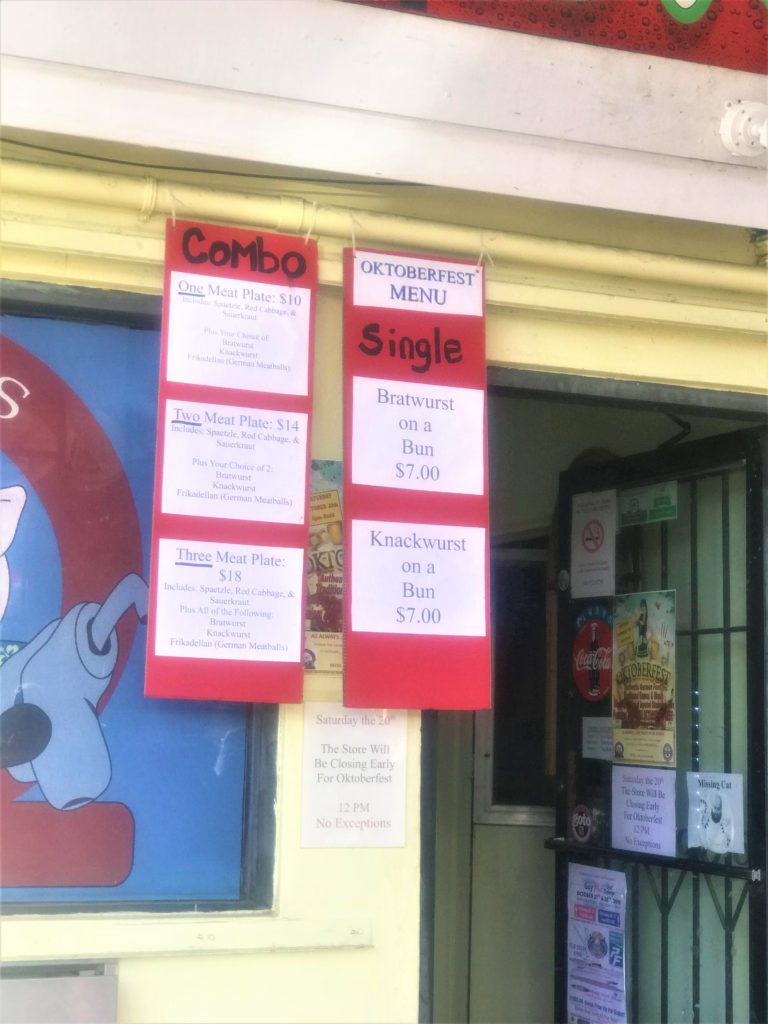 Combo
One Meat Plate: $10
Includes: Spaetzle, Red Cabbage, &
Sauerkraut
Plus Your Choice of
Bratwurst
Knackwurst
Frikadellan (German Meatballs)
Two Meat Plate: $14
Includes: Spaetzle, Red Cabbage, &
Sauerkraut
Plus Your Choice of 2:
Bratwurst
Knackwurst
Frikadellan (German Meatballs)
Three Meat Plate:
$18
Includes: Spaetzle, Red Cabbage, &
Sauerkraut
Plus All of the Following:
Bratwurst
Knackwurst
Frikadellan (German Meatballs)
OKTOBERFEST
MENU
Single
Bratwurst
on a
Bun
$7.00
Knackwurst
on a
Bun
$7.00
Saturday the 20th
The Store Will
Be Closing Early
For Oktoberfest
12 PM
No Exceptions
S
Coca-Cola
OKTOBERFEST
Saturday the 20th
The Store Will Be
Closing Early
For Oktoberfest
12 PM
No Exceptions
Missing Cat